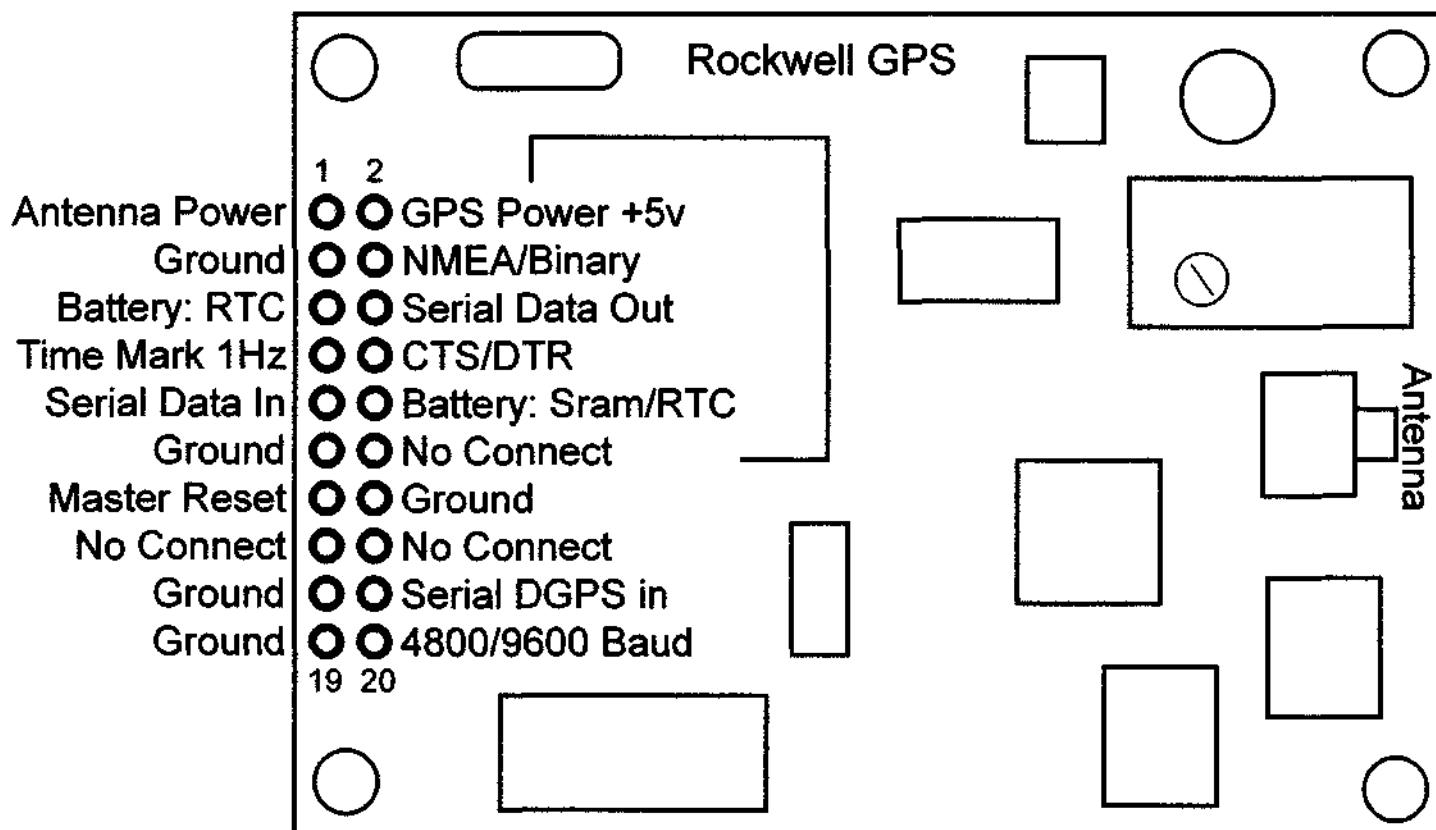 Rockwell GPS
1 2
Antenna Power GPS Power +5v
Ground NMEA/Binary
Battery: RTC Serial Data Out
Time Mark 1Hz CTS/DTR
Serial Data In Battery: Sram/RTC
Ground No Connect
Master Reset Ground
No Connect No Connect
Ground Serial DGPS in
Ground 4800/9600 Baud
19 20
Antenna